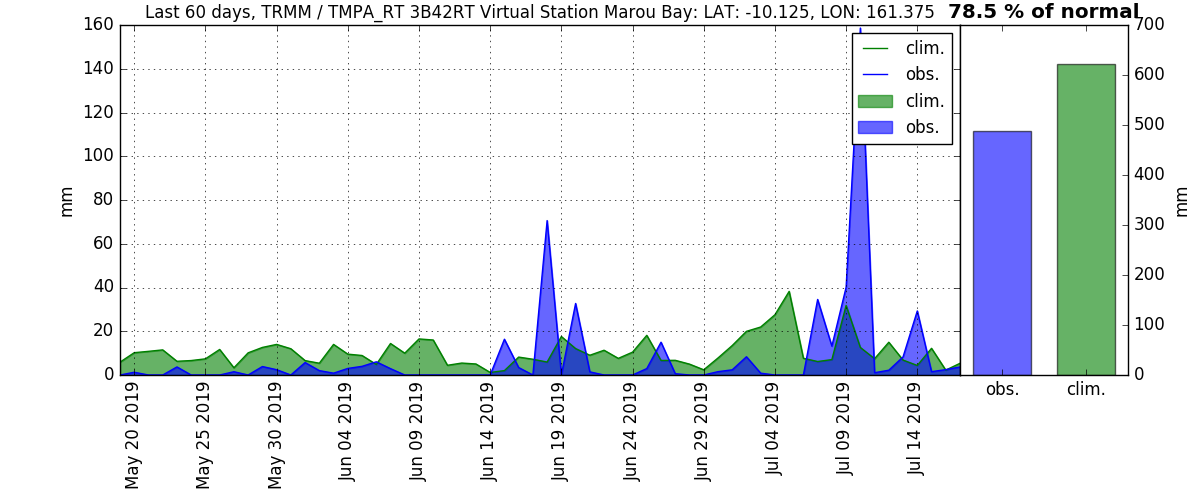 Last 60 days, TRMM / TMPA_RT 3B42RT Virtual Station Marou Bay: LAT: -10.125, LON: 161.375 78.5 % of normal
160
140
120
100
80
60
40
20
0
mm
clim.
obs.
clim.
obs.
May 20 2019
May 25 2019
May 30 2019
Jun 04 2019
Jun 09 2019
Jun 14 2019
Jun 19 2019
Jun 24 2019
Jun 29 2019
Jul 04 2019
Jul 09 2019
Jul 14 2019
700
600
500
400
300
200
100
0
mm
obs.
clim.